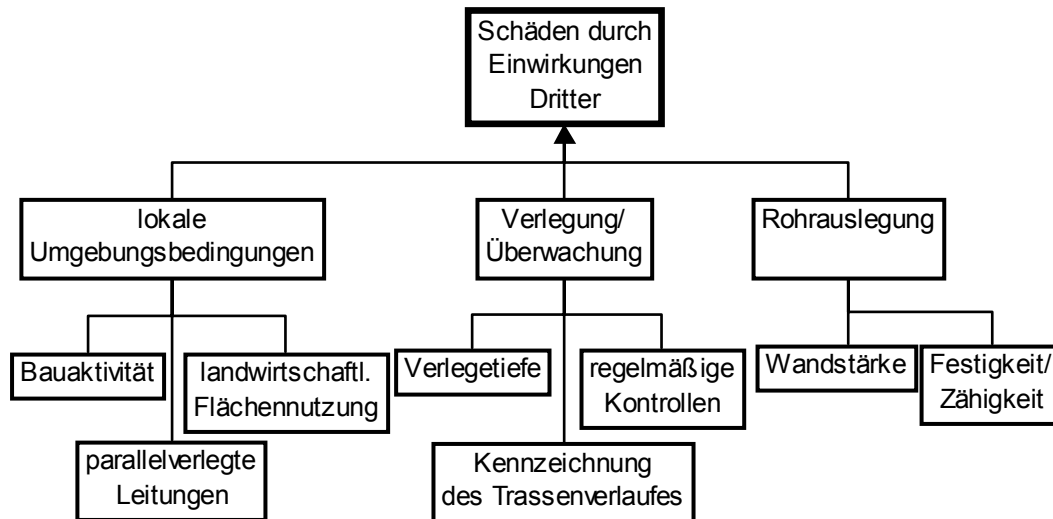 Schäden durch
Einwirkungen
Dritter
lokale
Umgebungsbedingungen
Verlegung/
Überwachung
Rohrauslegung
Bauaktivität
landwirtschaftl.
Flächennutzung
Verlegetiefe
regelmäßige
Kontrollen
Wandstärke
Festigkeit/
Zähigkeit
parallelverlegte
Leitungen
Kennzeichnung
des Trassenverlaufes